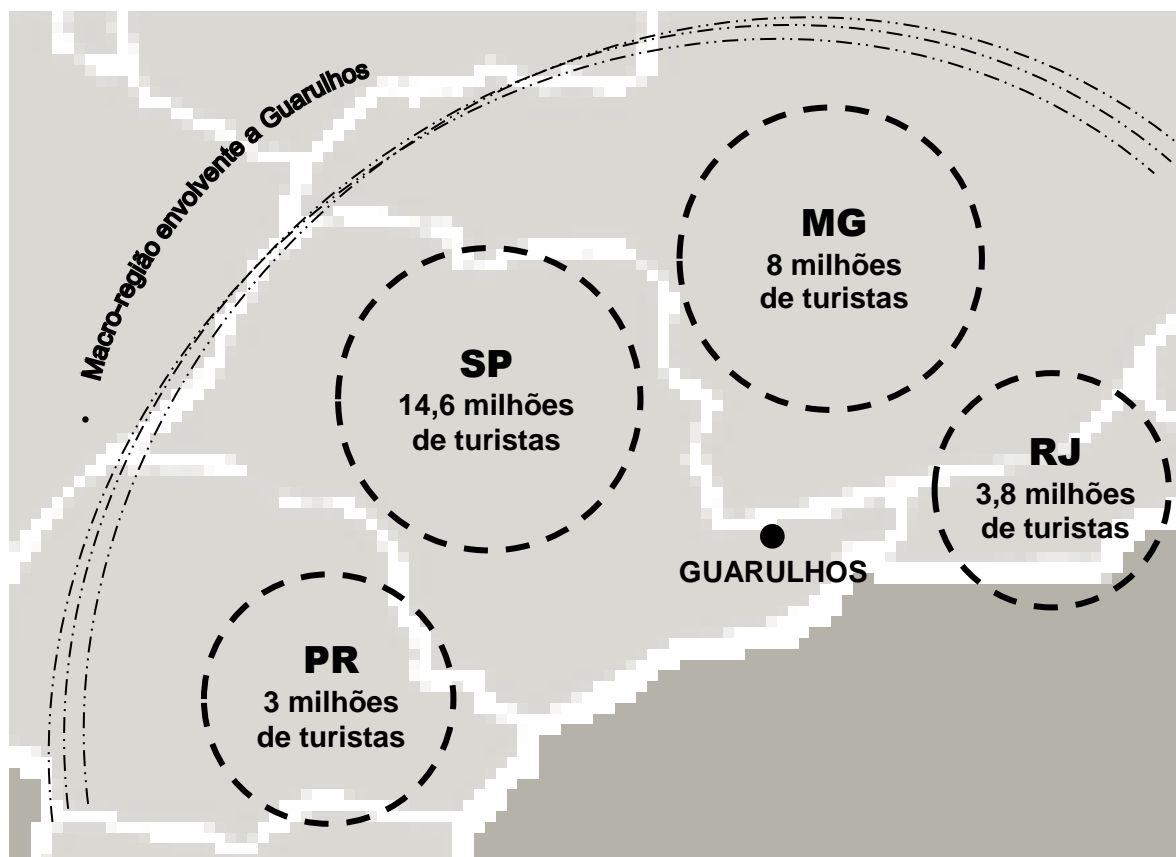 Macro-região envolvente a Guarulhos
MG
8 milhões
de turistas
SP
14,6 milhões
de turistas
RJ
3,8 milhões
de turistas
GUARULHOS
PR
3 milhões
de turistas